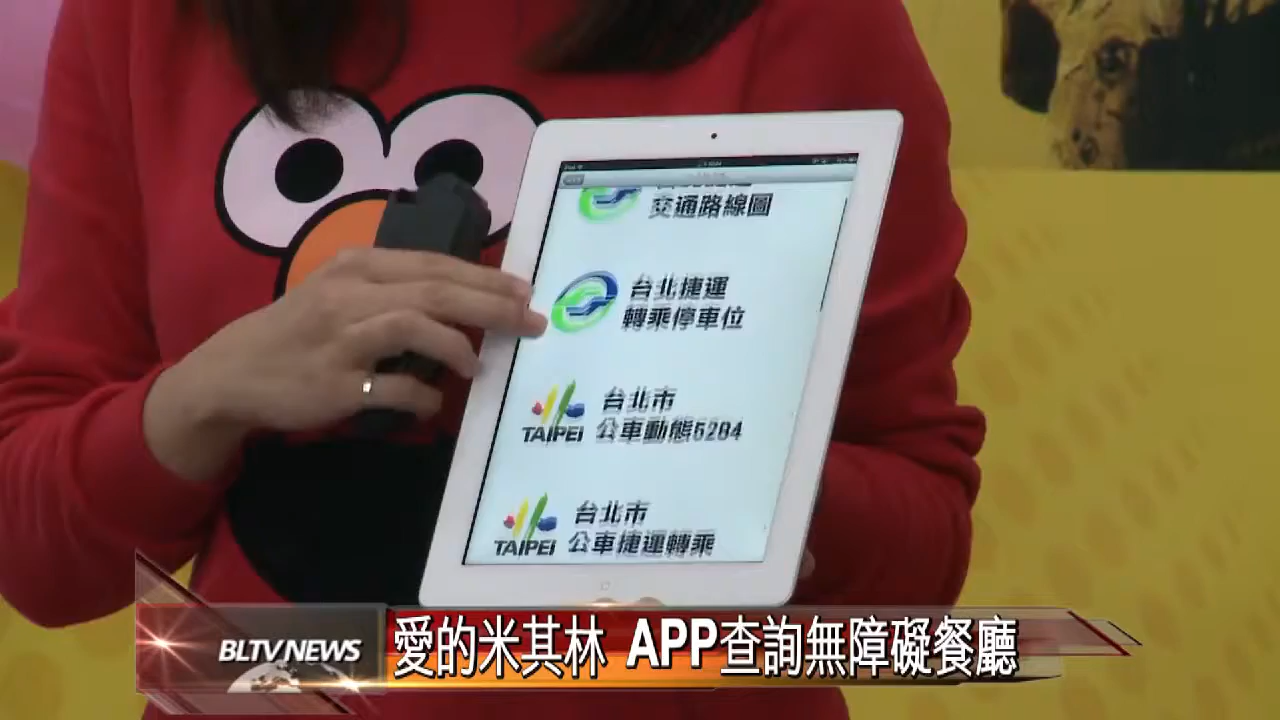 交通路線圖
台北捷運
轉乘停車位
台北市
TAIPEI 公車動態5284
台北市
TAIPEI 公車捷運轉乘
BLTV NEWS 愛的米其林 APP查詢無障礙餐廳